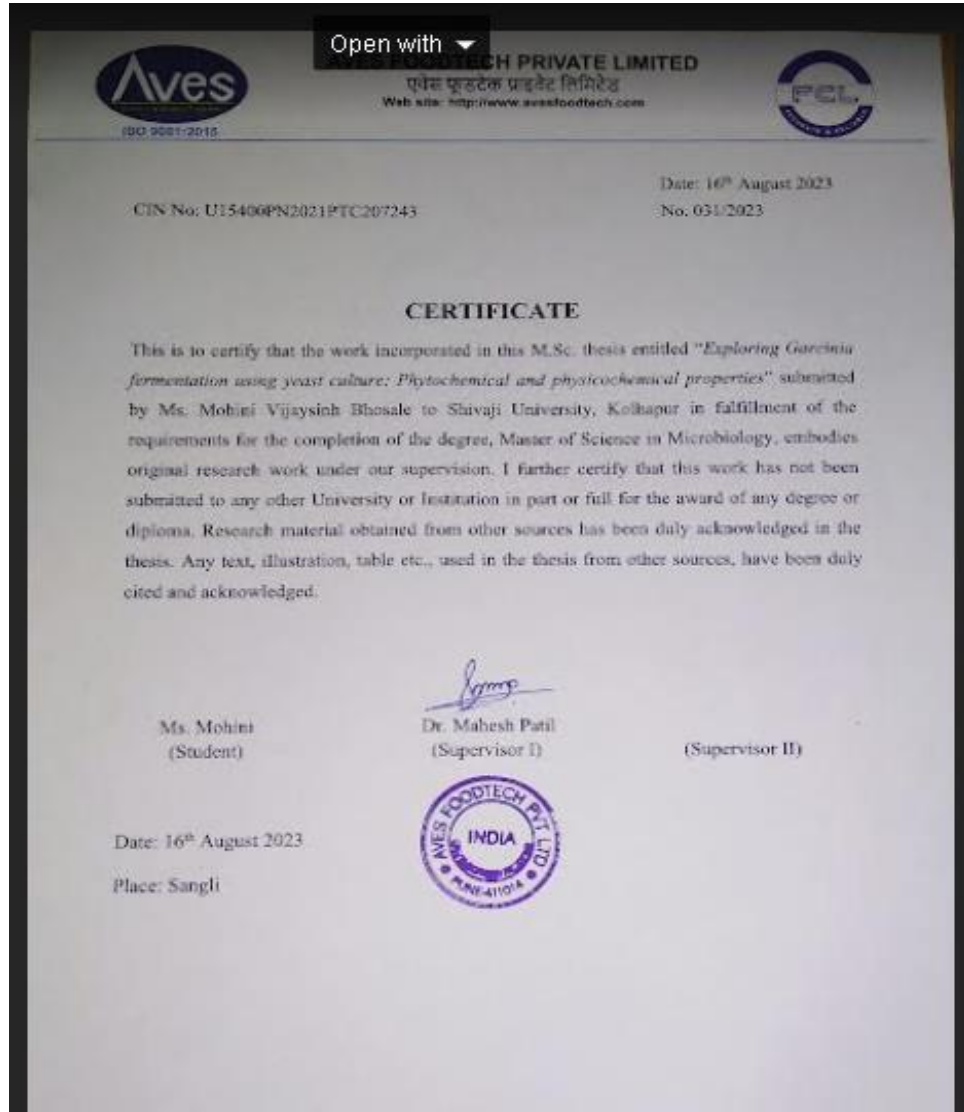 Open with
AVES FOODTECH PRIVATE LIMITED
एवेस फूडटेक प्राइवेट लिमिटेड
Web site: http://www.avesfoodtech.com
Aves
ISO 9001:2015
FCL
Date: 16th August 2023
CIN No: U15400PN2021PTC207243
No. 031/2023
CERTIFICATE
This is to certify that the work incorporated in this M.Sc. thesis entitled "Exploring Garcinia
fermentation using yeast culture: Phytochemical and physicochemical properties" submitted
by Ms. Mohini Vijaysinh Bhosale to Shivaji University, Kolhapur in fulfillment of the
requirements for the completion of the degree, Master of Science in Microbiology, embodies
original research work under our supervision. I further certify that this work has not been
submitted to any other University or Institution in part or full for the award of any degree or
diploma. Research material obtained from other sources has been duly acknowledged in the
thesis. Any text, illustration, table etc., used in the thesis from other sources, have been duly
cited and acknowledged.
Ms. Mohini
(Student)
Dr. Mahesh Patil
(Supervisor I)
(Supervisor II)
AVES FOODTECH PVT LTD
INDIA
PUNE-411014
Date: 16th August 2023
Place: Sangli